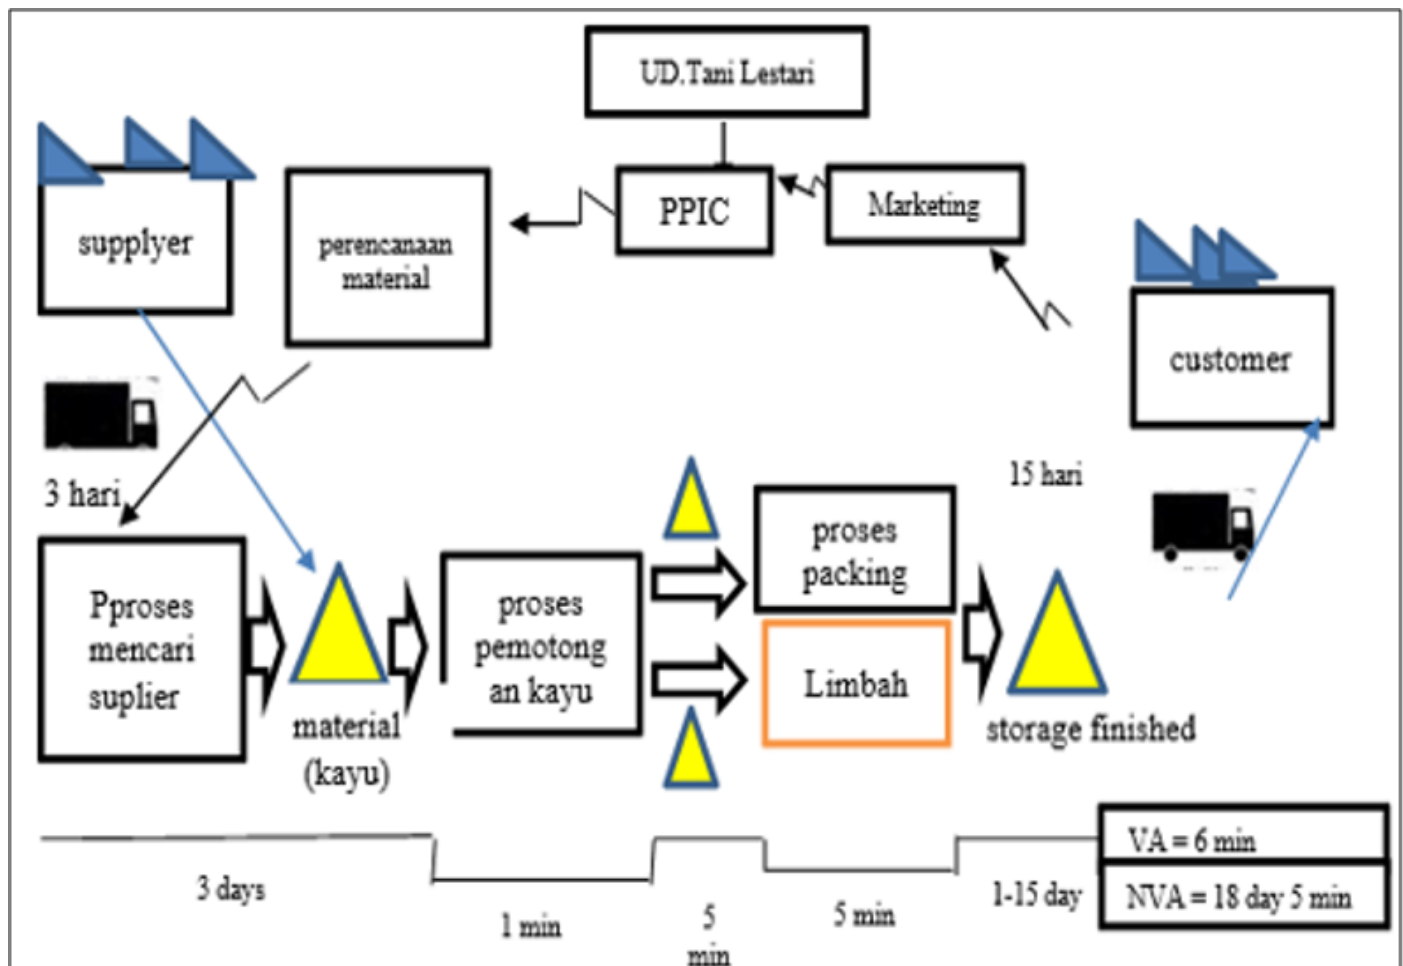 UD.Tani Lestari
supplyer
perencanaan
material
PPIC
Marketing
customer
3 hari
15 hari
Pproses
mencari
suplier
material
(kayu)
proses
pemotong
an kayu
proses
packing
Limbah
storage finished
3 days
1 min
5
min
5 min
1-15 day
VA = 6 min
NVA = 18 day 5 min